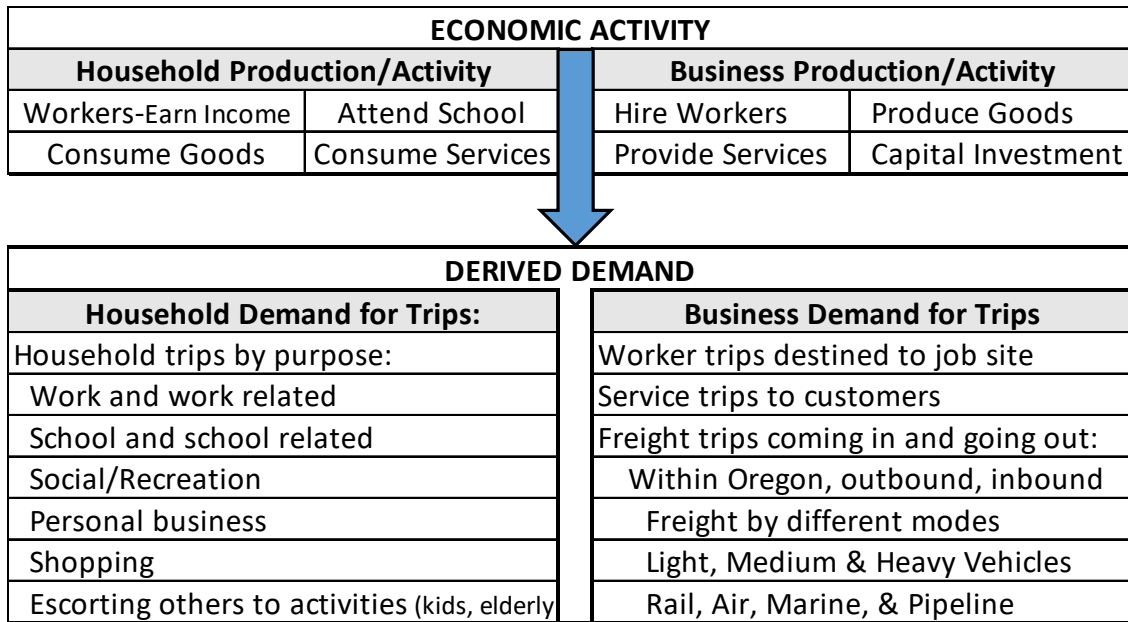 ECONOMIC ACTIVITY
Household Production/Activity
Business Production/Activity
Workers-Earn Income
Attend School
Hire Workers
Produce Goods
Consume Goods
Consume Services
Provide Services
Capital Investment
DERIVED DEMAND
Household Demand for Trips:
Household trips by purpose:
Work and work related
School and school related
Social/Recreation
Personal business
Shopping
Escorting others to activities (kids, elderly
Business Demand for Trips
Worker trips destined to job site
Service trips to customers
Freight trips coming in and going out:
Within Oregon, outbound, inbound
Freight by different modes
Light, Medium & Heavy Vehicles
Rail, Air, Marine, & Pipeline